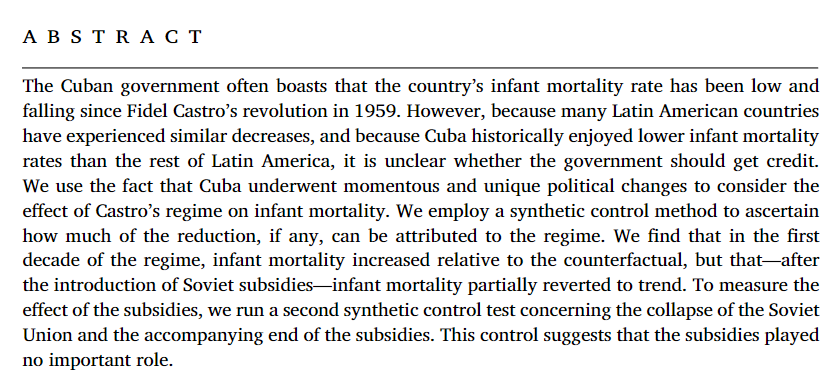 A B S T R A C T
The Cuban government often boasts that the country’s infant mortality rate has been low and
falling since Fidel Castro’s revolution in 1959. However, because many Latin American countries
have experienced similar decreases, and because Cuba historically enjoyed lower infant mortality
rates than the rest of Latin America, it is unclear whether the government should get credit.
We use the fact that Cuba underwent momentous and unique political changes to consider the
effect of Castro’s regime on infant mortality. We employ a synthetic control method to ascertain
how much of the reduction, if any, can be attributed to the regime. We find that in the first
decade of the regime, infant mortality increased relative to the counterfactual, but that—after
the introduction of Soviet subsidies—infant mortality partially reverted to trend. To measure the
effect of the subsidies, we run a second synthetic control test concerning the collapse of the Soviet
Union and the accompanying end of the subsidies. This control suggests that the subsidies played
no important role.